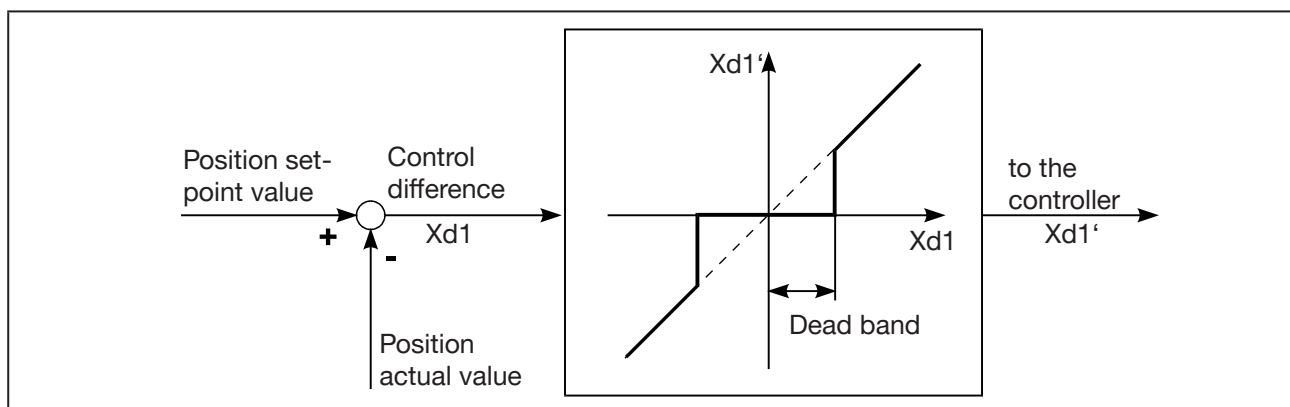 Position set-
point value
+
-
Position
actual value
Control
difference
Xd1
Xd1‘
Xd1
Dead band
to the
controller
Xd1‘